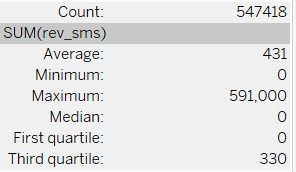 Count: 547418
SUM(rev_sms)
Average: 431
Minimum: 0
Maximum: 591,000
Median: 0
First quartile: 0
Third quartile: 330